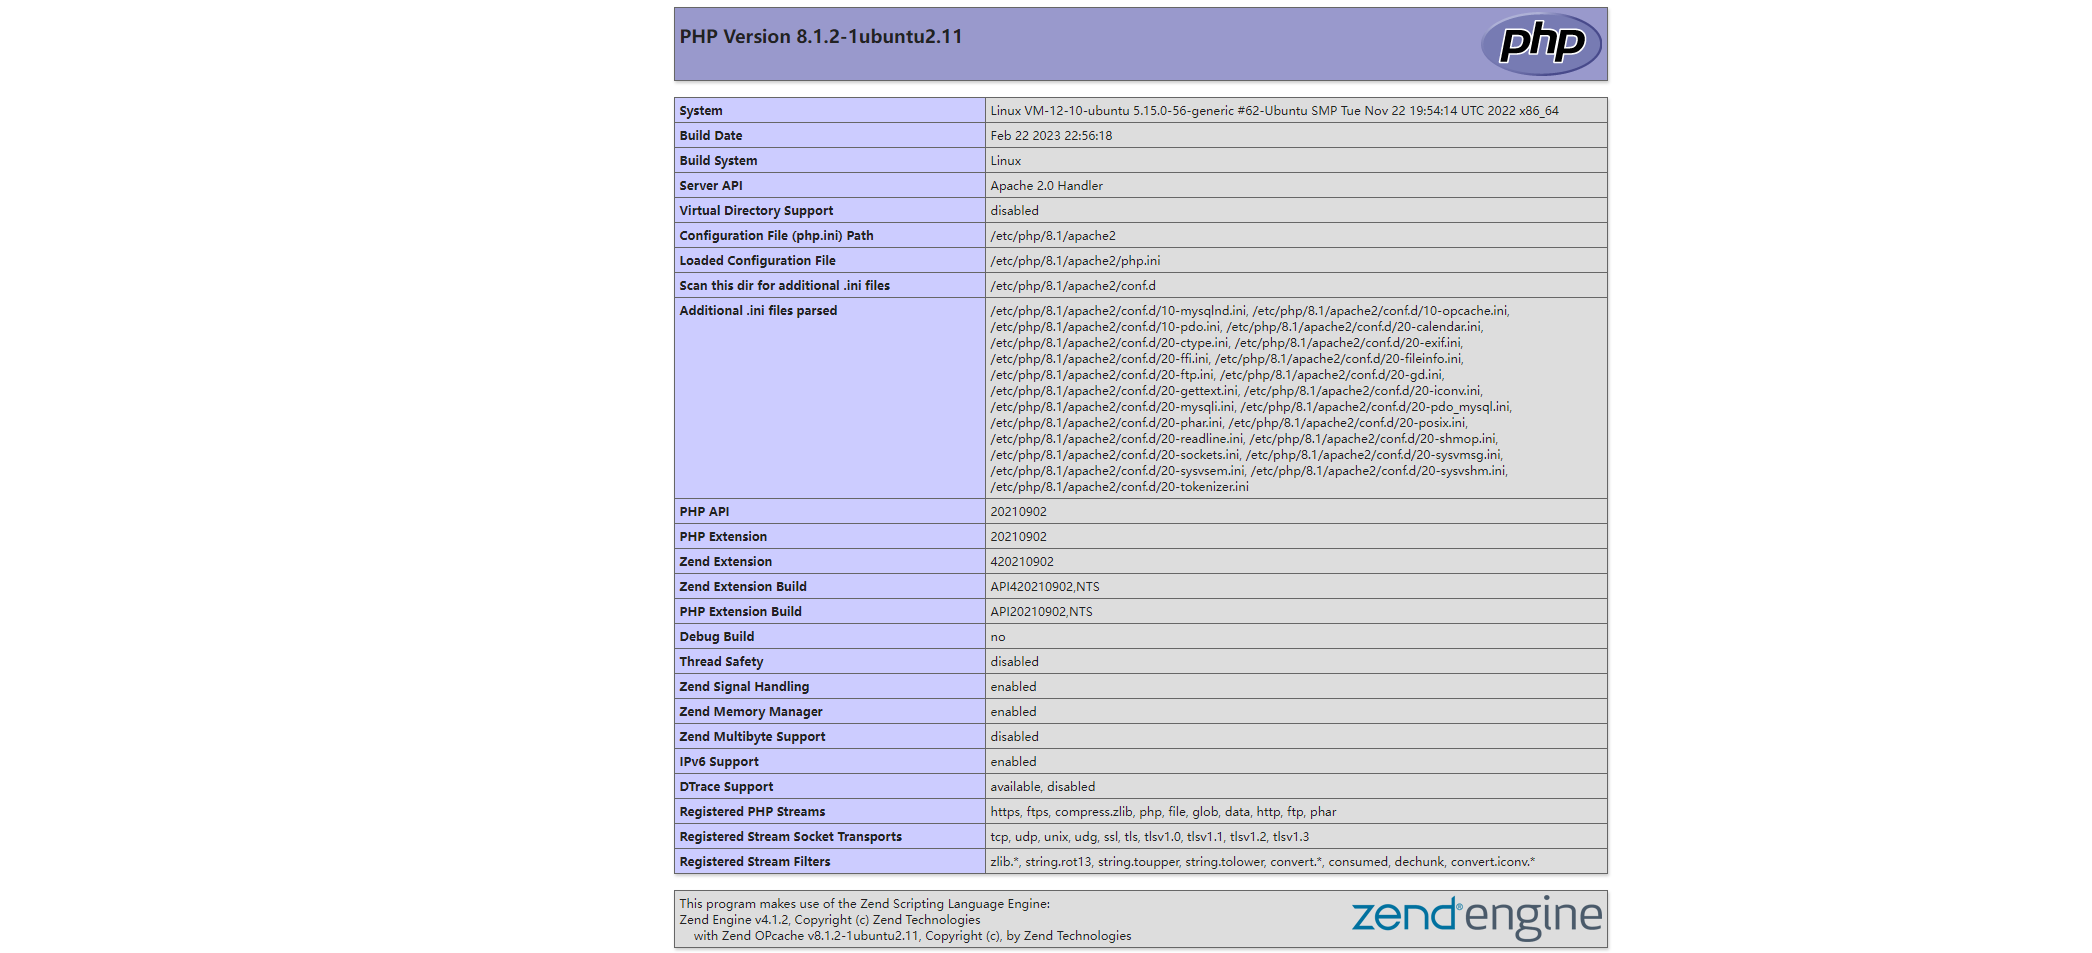 PHP Version 8.1.2-1ubuntu2.11
php
System Linux VM-12-10-ubuntu 5.15.0-56-generic #62-Ubuntu SMP Tue Nov 22 19:54:14 UTC 2022 x86_64
Build Date Feb 22 2023 22:56:18
Build System Linux
Server API Apache 2.0 Handler
Virtual Directory Support disabled
Configuration File (php.ini) Path /etc/php/8.1/apache2
Loaded Configuration File /etc/php/8.1/apache2/php.ini
Scan this dir for additional .ini files /etc/php/8.1/apache2/conf.d
Additional .ini files parsed /etc/php/8.1/apache2/conf.d/10-mysqlnd.ini, /etc/php/8.1/apache2/conf.d/10-opcache.ini,
/etc/php/8.1/apache2/conf.d/10-pdo.ini, /etc/php/8.1/apache2/conf.d/20-calendar.ini,
/etc/php/8.1/apache2/conf.d/20-ctype.ini, /etc/php/8.1/apache2/conf.d/20-exif.ini,
/etc/php/8.1/apache2/conf.d/20-ffi.ini, /etc/php/8.1/apache2/conf.d/20-fileinfo.ini,
/etc/php/8.1/apache2/conf.d/20-ftp.ini, /etc/php/8.1/apache2/conf.d/20-gd.ini,
/etc/php/8.1/apache2/conf.d/20-gettext.ini, /etc/php/8.1/apache2/conf.d/20-iconv.ini,
/etc/php/8.1/apache2/conf.d/20-mysqli.ini, /etc/php/8.1/apache2/conf.d/20-pdo_mysql.ini,
/etc/php/8.1/apache2/conf.d/20-phar.ini, /etc/php/8.1/apache2/conf.d/20-posix.ini,
/etc/php/8.1/apache2/conf.d/20-readline.ini, /etc/php/8.1/apache2/conf.d/20-shmop.ini,
/etc/php/8.1/apache2/conf.d/20-sockets.ini, /etc/php/8.1/apache2/conf.d/20-sysvmsg.ini,
/etc/php/8.1/apache2/conf.d/20-sysvsem.ini, /etc/php/8.1/apache2/conf.d/20-sysvshm.ini,
/etc/php/8.1/apache2/conf.d/20-tokenizer.ini
PHP API 20210902
PHP Extension 20210902
Zend Extension 420210902
Zend Extension Build API420210902,NTS
PHP Extension Build API20210902,NTS
Debug Build no
Thread Safety disabled
Zend Signal Handling enabled
Zend Memory Manager enabled
Zend Multibyte Support disabled
IPv6 Support enabled
DTrace Support available, disabled
Registered PHP Streams https, ftps, compress.zlib, php, file, glob, data, http, ftp, phar
Registered Stream Socket Transports tcp, udp, unix, udg, ssl, tls, tlsv1.0, tlsv1.1, tlsv1.2, tlsv1.3
Registered Stream Filters zlib.*, string.rot13, string.toupper, string.tolower, convert.*, consumed, dechunk, convert.iconv.*
This program makes use of the Zend Scripting Language Engine:
Zend Engine v4.1.2, Copyright (c) Zend Technologies
with Zend OPcache v8.1.2-1ubuntu2.11, Copyright (c), by Zend Technologies
zend® engine